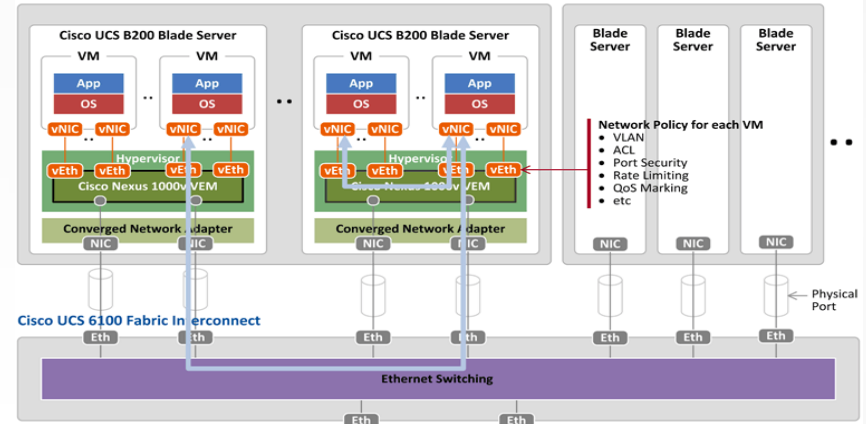 Cisco UCS B200 Blade Server
Cisco UCS B200 Blade Server
Blade Server
Blade Server
Blade Server
VM
VM
VM
VM
App
App
App
App
OS
OS
OS
OS
vNIC
vNIC
vNIC
vNIC
vNIC
vNIC
vNIC
vNIC
Hypervisor
Hypervisor
vEth
vEth
vEth
vEth
vEth
vEth
vEth
vEth
Cisco Nexus 1000v VEM
Cisco Nexus 1000v VEM
Converged Network Adapter
Converged Network Adapter
Network Policy for each VM
• VLAN
• ACL
• Port Security
• Rate Limiting
• QoS Marking
• etc
NIC
NIC
NIC
NIC
NIC
NIC
NIC
Physical
Port
Cisco UCS 6100 Fabric Interconnect
Eth
Eth
Eth
Eth
Eth
Eth
Eth
Ethernet Switching
Eth
Eth